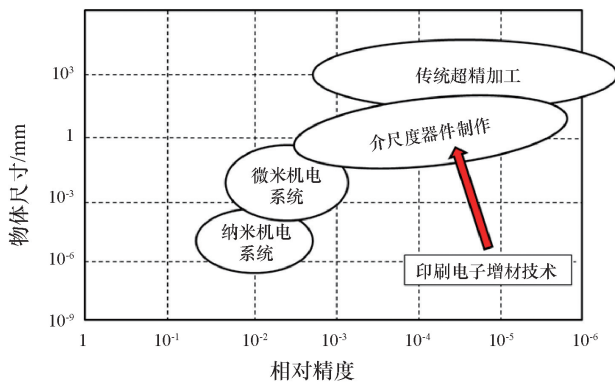 物体尺寸/mm
10³
1
10⁻³
10⁻⁶
10⁻⁹
传统超精加工
介尺度器件制作
微米机电
系统
纳米机电
系统
印刷电子增材技术
1
10⁻¹
10⁻²
10⁻³
10⁻⁴
10⁻⁵
10⁻⁶
相对精度